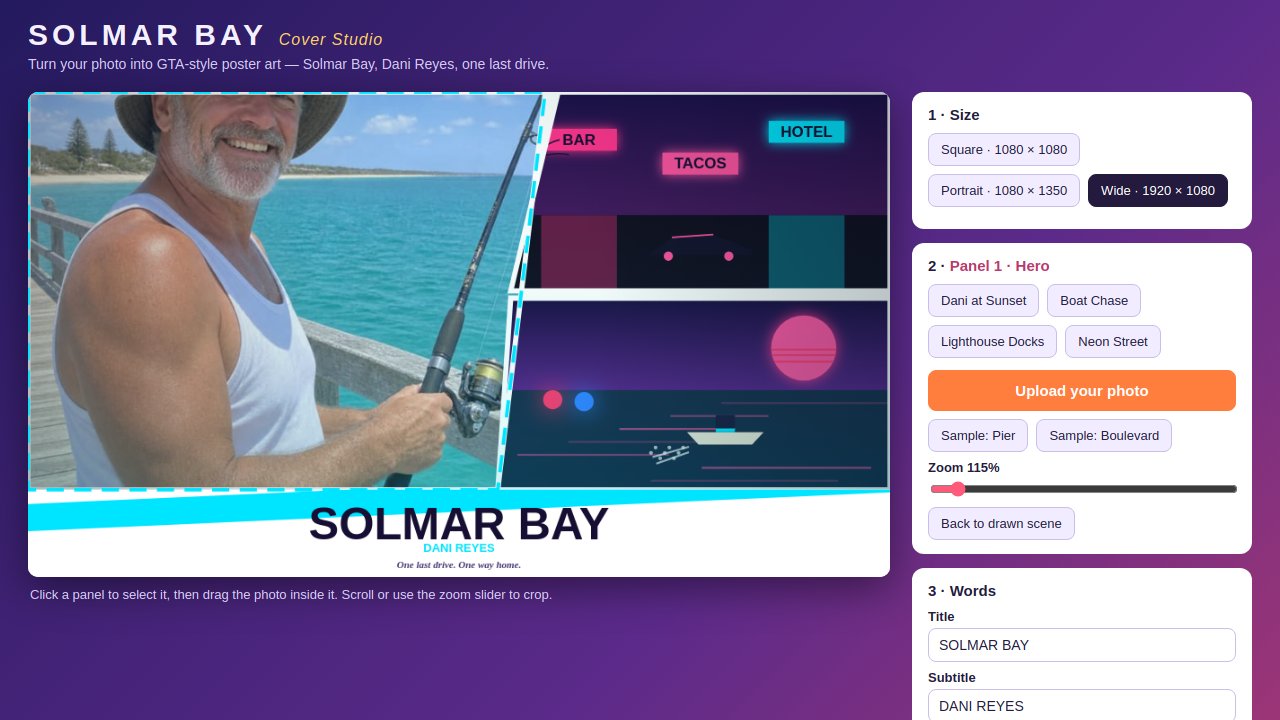 SOLMAR BAY Cover Studio
Turn your photo into GTA-style poster art — Solmar Bay, Dani Reyes, one last drive.
BAR
TACOS
HOTEL
SOLMAR BAY
DANI REYES
One last drive. One way home.
Click a panel to select it, then drag the photo inside it. Scroll or use the zoom slider to crop.
1 · Size
Square · 1080 × 1080
Portrait · 1080 × 1350
Wide · 1920 × 1080
2 · Panel 1 · Hero
Dani at Sunset
Boat Chase
Lighthouse Docks
Neon Street
Upload your photo
Sample: Pier
Sample: Boulevard
Zoom 115%
Back to drawn scene
3 · Words
Title
SOLMAR BAY
Subtitle
DANI REYES